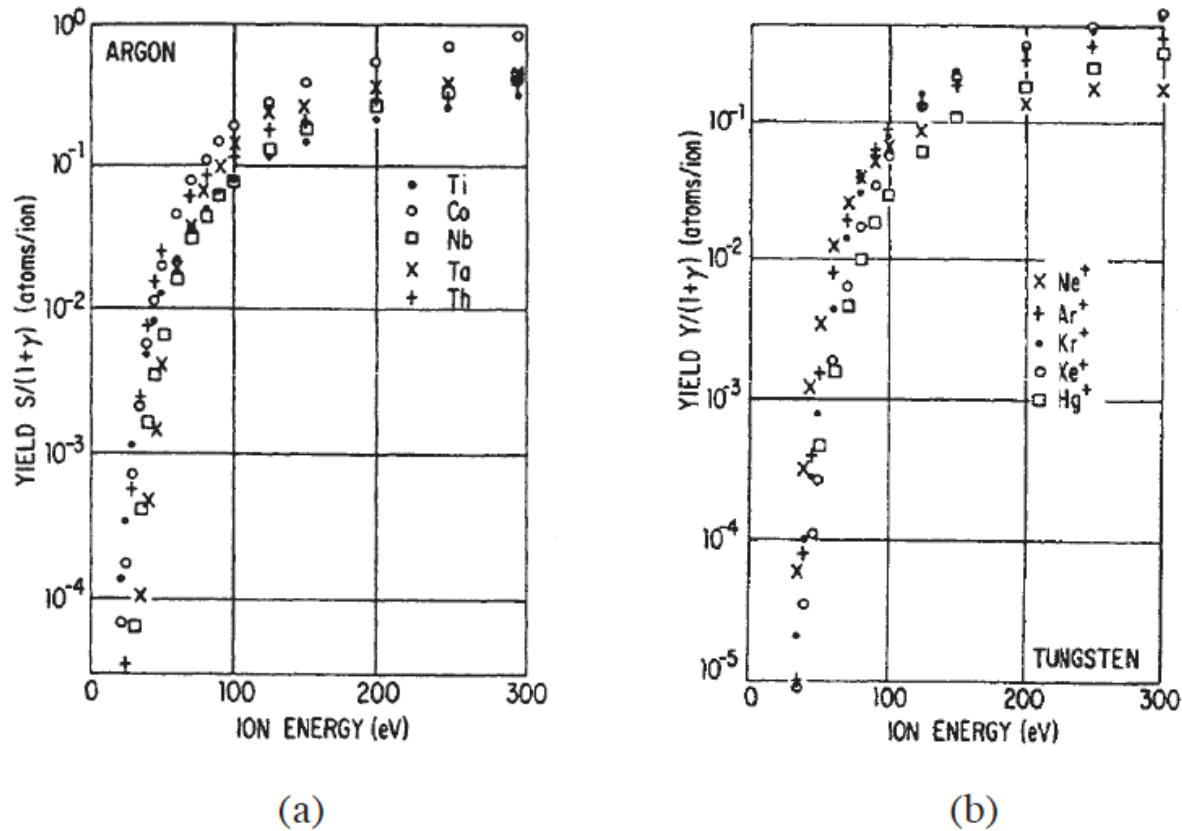 YIELD S/(1+γ) (atoms/ion)
10⁰
10⁻¹
10⁻²
10⁻³
10⁻⁴
ARGON
Ti
Co
Nb
Ta
Th
0
100
200
300
ION ENERGY (eV)
(a)
YIELD Y/(1+γ) (atoms/ion)
10⁻¹
10⁻²
10⁻³
10⁻⁴
10⁻⁵
Ne⁺
Ar⁺
Kr⁺
Xe⁺
Hg⁺
TUNGSTEN
0
100
200
300
ION ENERGY (eV)
(b)